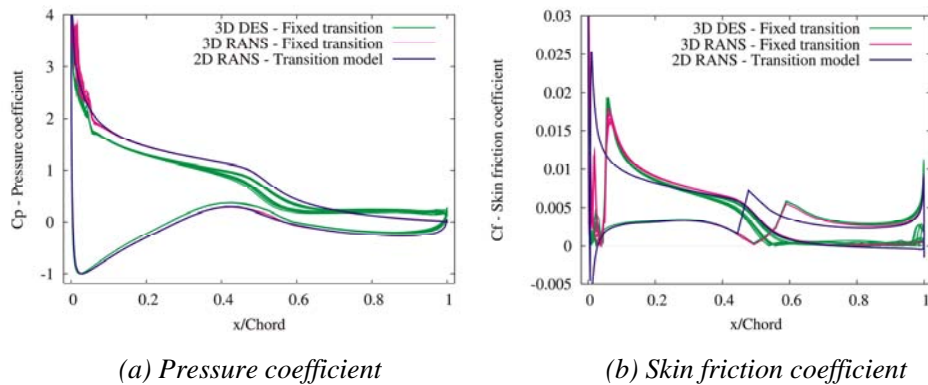 3D DES - Fixed transition
3D RANS - Fixed transition
2D RANS - Transition model
Cp - Pressure coefficient
4
3
2
1
0
-1
0 0.2 0.4 0.6 0.8 1
x/Chord
(a) Pressure coefficient
3D DES - Fixed transition
3D RANS - Fixed transition
2D RANS - Transition model
Cf - Skin friction coefficient
0.03
0.025
0.02
0.015
0.01
0.005
0
-0.005
0 0.2 0.4 0.6 0.8 1
x/Chord
(b) Skin friction coefficient